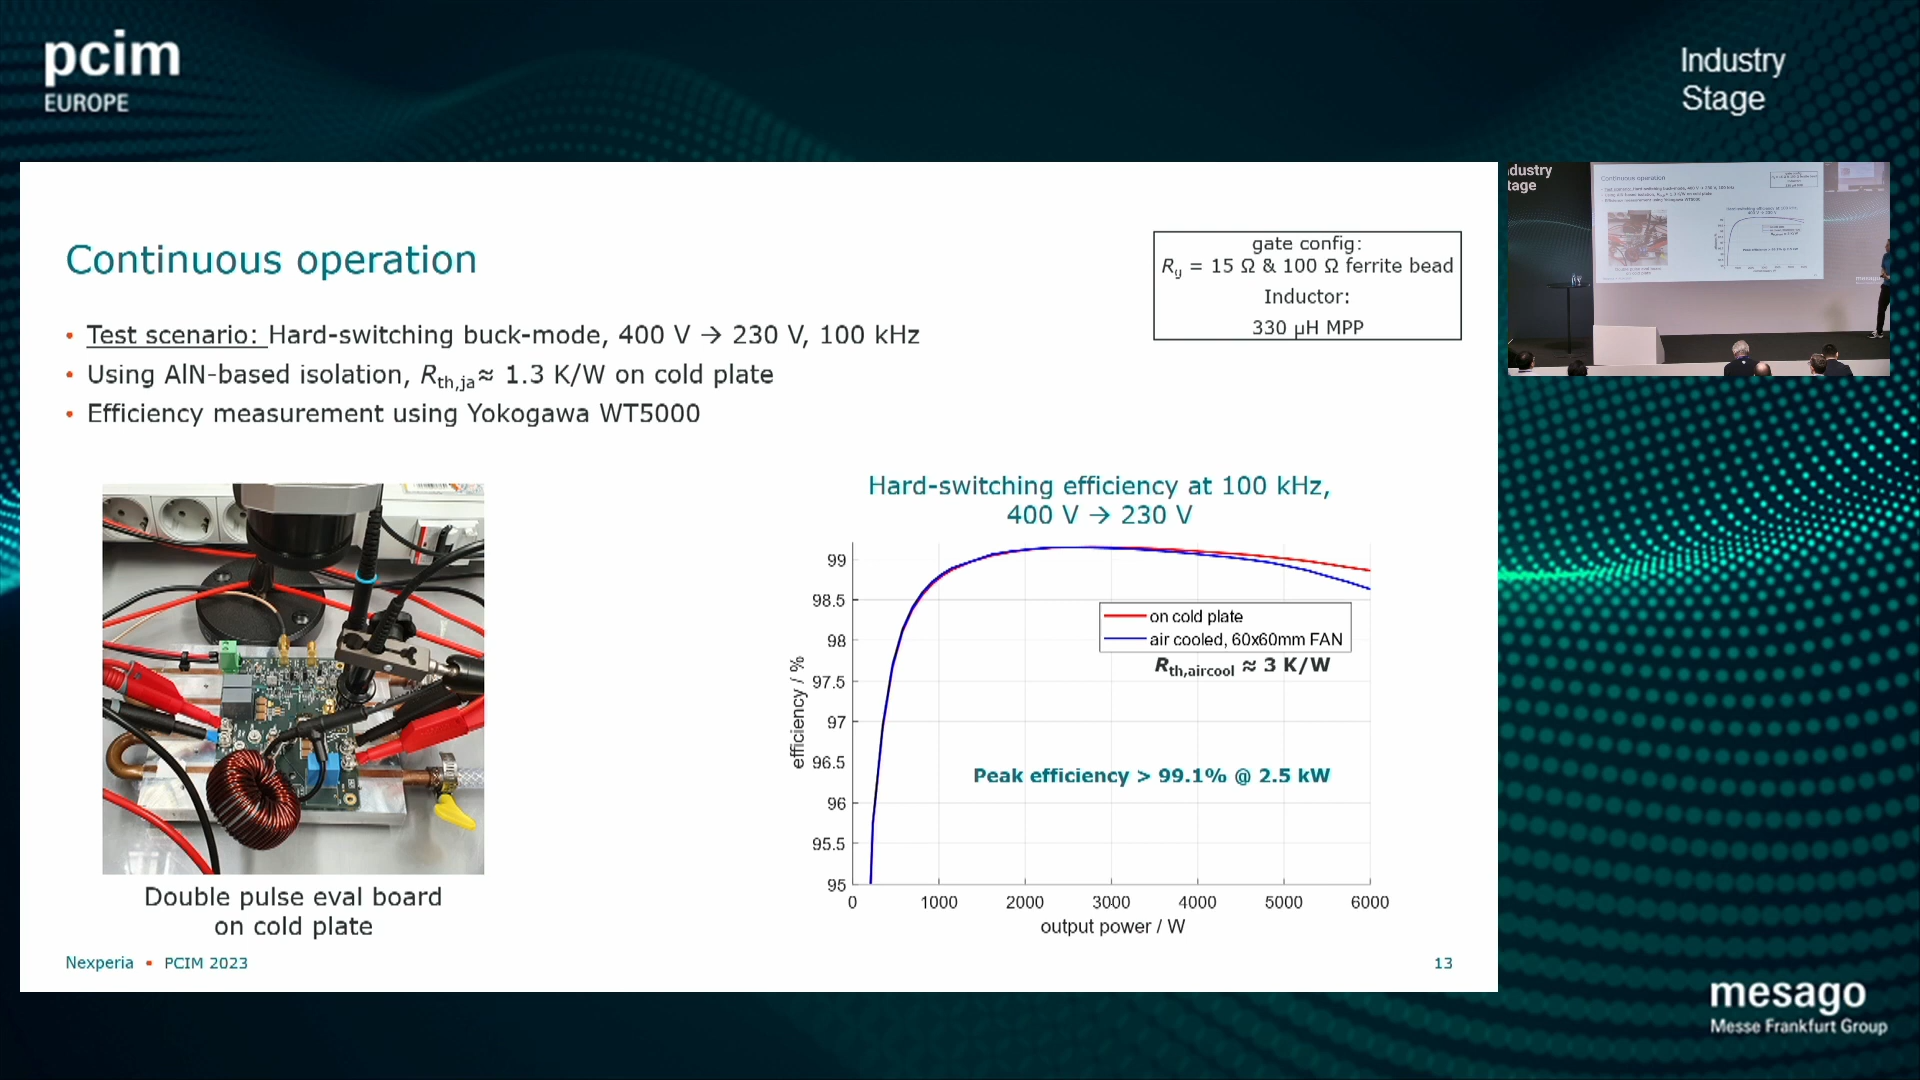 pcim
EUROPE
Industry
Stage
Continuous operation
gate config:
Ry = 15 Ω & 100 Ω ferrite bead
Inductor:
330 µH MPP
• Test scenario: Hard-switching buck-mode, 400 V → 230 V, 100 kHz
• Using AlN-based isolation, Rth,ja≈ 1.3 K/W on cold plate
• Efficiency measurement using Yokogawa WT5000
Double pulse eval board
on cold plate
Hard-switching efficiency at 100 kHz,
400 V → 230 V
99
98.5
98
97.5
97
96.5
96
95.5
95
efficiency / %
on cold plate
air cooled, 60x60mm FAN
Rth,aircool ≈ 3 K/W
Peak efficiency > 99.1% @ 2.5 kW
0 1000 2000 3000 4000 5000 6000
output power / W
Nexperia • PCIM 2023
13
dustry
tage
Continuous operation
mesago
Messe Frankfurt Group